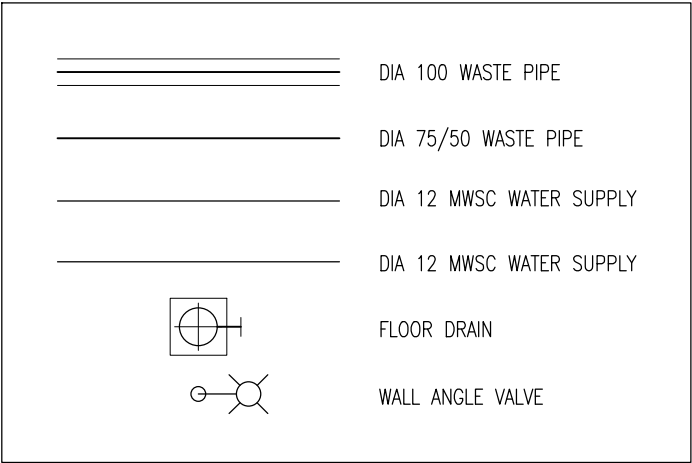 DIA 100 WASTE PIPE
DIA 75/50 WASTE PIPE
DIA 12 MWSC WATER SUPPLY
DIA 12 MWSC WATER SUPPLY
FLOOR DRAIN
WALL ANGLE VALVE